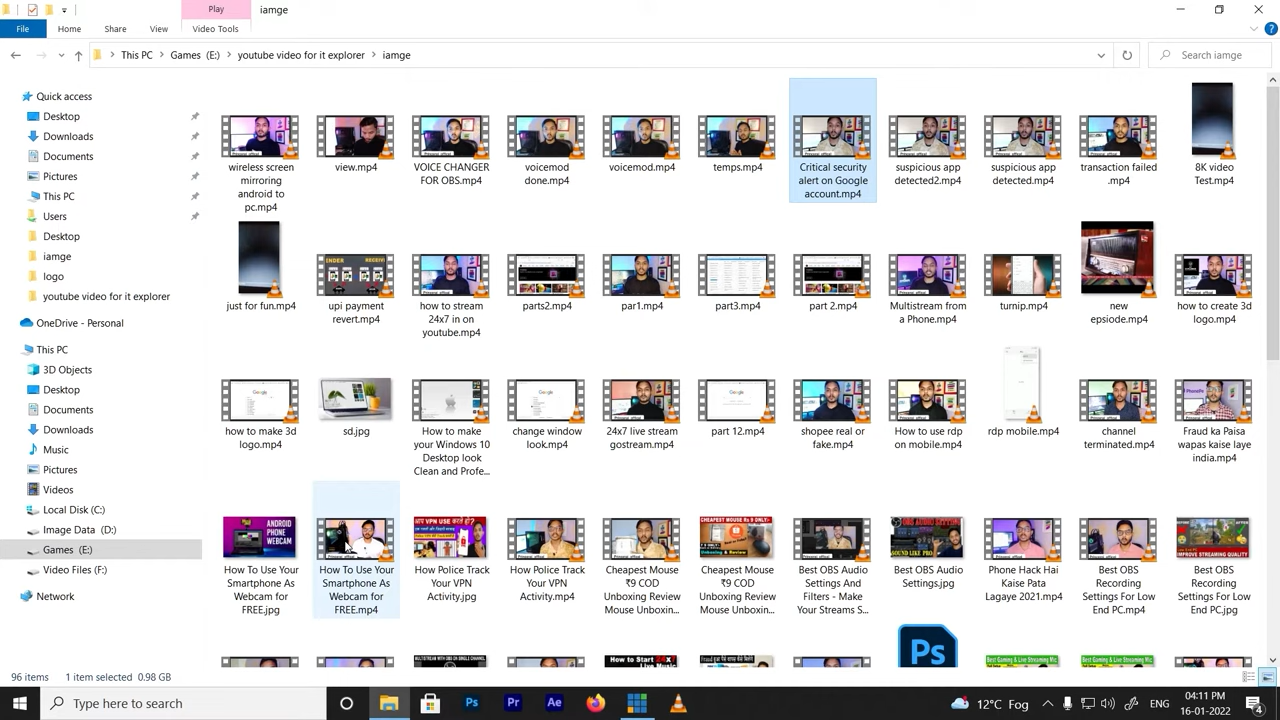 Play
iamge
File
Home
Share
View
Video Tools
This PC
Games (E:)
youtube video for it explorer
iamge
Search iamge
Quick access
Desktop
Downloads
Documents
Pictures
This PC
Users
Desktop
iamge
logo
youtube video for it explorer
OneDrive - Personal
This PC
3D Objects
Desktop
Documents
Downloads
Music
Pictures
Videos
Local Disk (C:)
Image Data (D:)
Games (E:)
Video Files (F:)
Network
wireless screen
mirroring
android to
pc.mp4
view.mp4
VOICE CHANGER
FOR OBS.mp4
voicemod
done.mp4
voicemod.mp4
temps.mp4
Critical security
alert on Google
account.mp4
suspicious app
detected2.mp4
suspicious app
detected.mp4
transaction failed
.mp4
8K video
Test.mp4
just for fun.mp4
upi payment
revert.mp4
how to stream
24x7 in on
youtube.mp4
parts2.mp4
par1.mp4
part3.mp4
part 2.mp4
Multistream from
a Phone.mp4
turnip.mp4
new
epsiode.mp4
how to create 3d
logo.mp4
how to make 3d
logo.mp4
sd.jpg
How to make
your Windows 10
Desktop look
Clean and Profe...
change window
look.mp4
24x7 live stream
gostream.mp4
part 12.mp4
shopee real or
fake.mp4
How to use rdp
on mobile.mp4
rdp mobile.mp4
channel
terminated.mp4
Fraud ka Paisa
wapas kaise laye
india.mp4
ANDROID
PHONE
WEBCAM
How To Use Your
Smartphone As
Webcam for
FREE.jpg
How To Use Your
Smartphone As
Webcam for
FREE.mp4
How Police Track
Your VPN
Activity.jpg
How Police Track
Your VPN
Activity.mp4
Cheapest Mouse
₹9 COD
Unboxing Review
Mouse Unboxin...
CHEAPEST MOUSE
Cheapest Mouse
₹9 COD
Unboxing Review
Mouse Unboxin...
Best OBS Audio
Settings And
Filters - Make
Your Streams S...
Best OBS Audio
Settings.jpg
Phone Hack Hai
Kaise Pata
Lagaye 2021.mp4
Best OBS
Recording
Settings For Low
End PC.mp4
IMPROVE STREAMING QUALITY
Best OBS
Recording
Settings For Low
End PC.jpg
How to Start
Ps
96 items
1 item selected 0.98 GB
Type here to search
Ps
Pr
Ae
12°C Fog
ENG
04:11 PM
16-01-2022
4